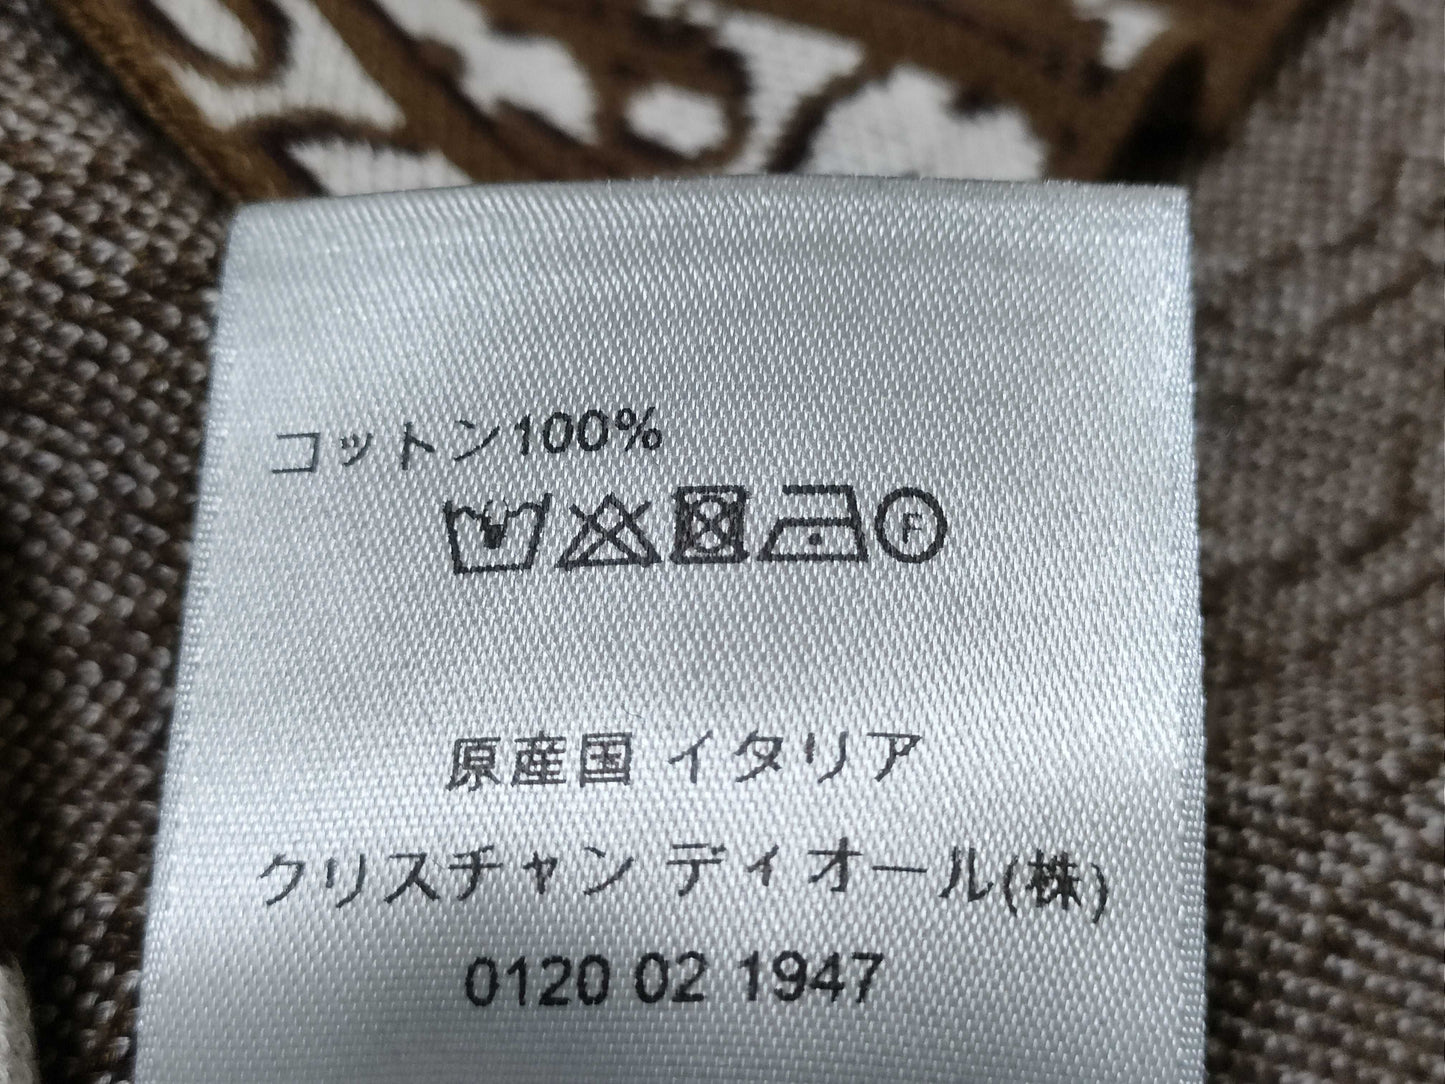 コットン100%
F
原産国 イタリア
クリスチャン ディオール(株)
0120 02 1947